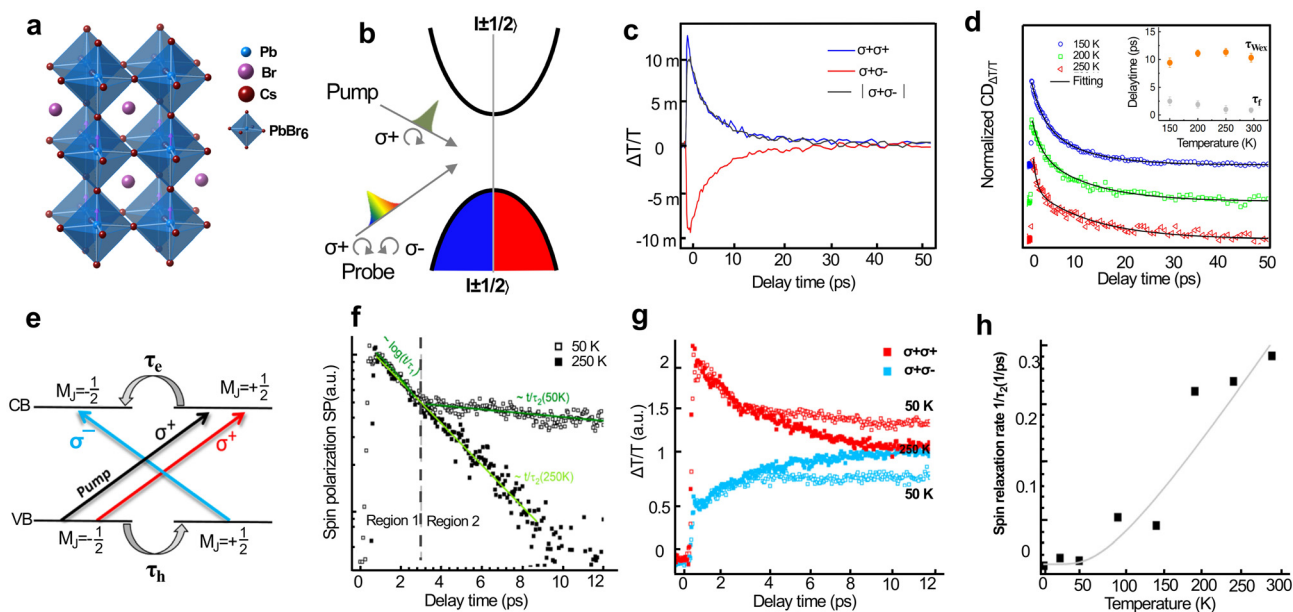 a
Pb
Br
Cs
PbBr6
b
I±1/2⟩
Pump
σ+
σ+ σ-
Probe
I±1/2⟩
c
10 m
5 m
0
-5 m
-10 m
ΔT/T
σ+σ+
σ+σ-
| σ+σ- |
0 10 20 30 40 50
Delay time (ps)
d
Normalized CDΔT/T
150 K
200 K
250 K
Fitting
Delaytime (ps)
15
10
5
0
τWex
τf
150 200 250 300
Temperature (K)
0 10 20 30 40 50
Delay time (ps)
e
τe
MJ=-1/2
MJ=+1/2
CB
σ−
σ+
σ+
Pump
VB
MJ=-1/2
MJ=+1/2
τh
f
Spin polarization SP(a.u.)
50 K
250 K
~ log(t/τ1)
~ t/τ2(50K)
~ t/τ2(250K)
Region 1
Region 2
0 2 4 6 8 10 12
Delay time (ps)
g
ΔT/T (a.u.)
2
1.5
1
0.5
0
σ+σ+
σ+σ-
50 K
250 K
50 K
0 2 4 6 8 10 12
Delay time (ps)
h
Spin relaxation rate 1/τ2(1/ps)
0.3
0.2
0.1
0
0 50 100 150 200 250 300
Temperature (K)